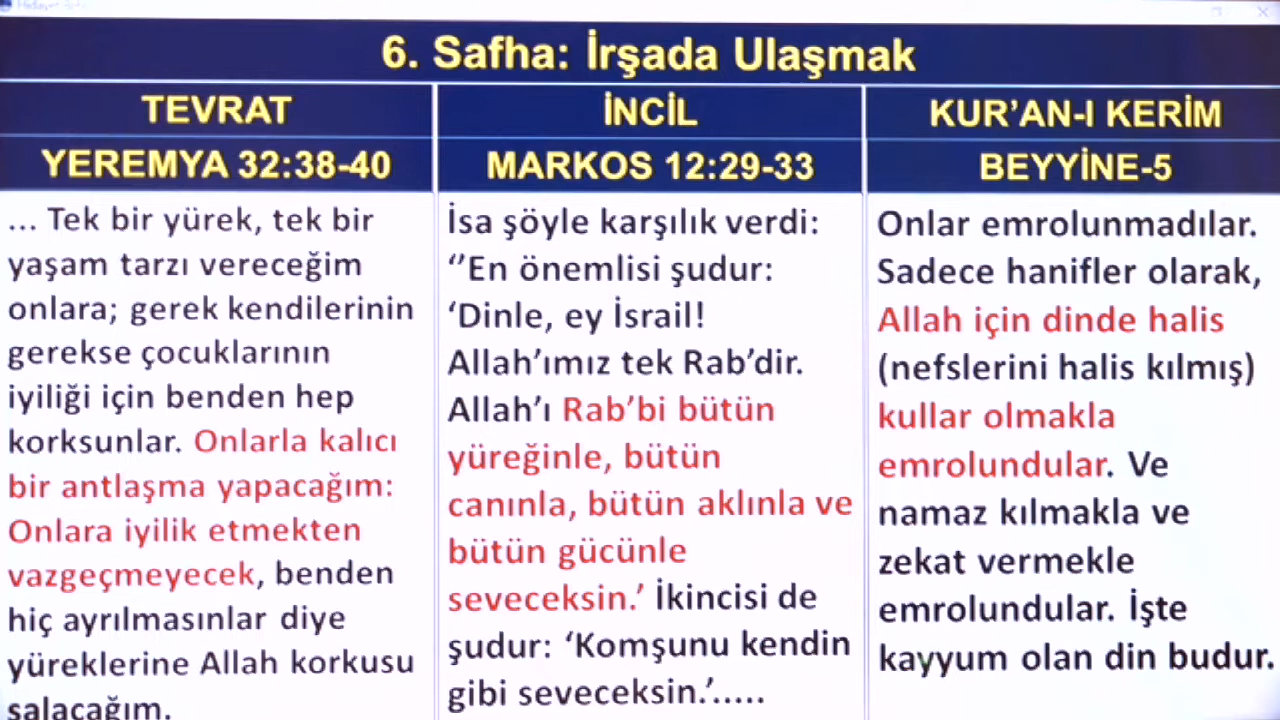 6. Safha: İrşada Ulaşmak
TEVRAT
YEREMYA 32:38-40
... Tek bir yürek, tek bir
yaşam tarzı vereceğim
onlara; gerek kendilerinin
gerekse çocuklarının
iyiliği için benden hep
korksunlar. Onlarla kalıcı
bir antlaşma yapacağım:
Onlara iyilik etmekten
vazgeçmeyecek, benden
hiç ayrılmasınlar diye
yüreklerine Allah korkusu
salacağım.
İNCİL
MARKOS 12:29-33
İsa şöyle karşılık verdi:
‘’En önemlisi şudur:
‘Dinle, ey İsrail!
Allah’ımız tek Rab’dir.
Allah’ı Rab’bi bütün
yüreğinle, bütün
canınla, bütün aklınla ve
bütün gücünle
seveceksin.’ İkincisi de
şudur: ‘Komşunu kendin
gibi seveceksin.’.....
KUR’AN-I KERİM
BEYYİNE-5
Onlar emrolunmadılar.
Sadece hanifler olarak,
Allah için dinde halis
(nefslerini halis kılmış)
kullar olmakla
emrolundular. Ve
namaz kılmakla ve
zekat vermekle
emrolundular. İşte
kayyum olan din budur.